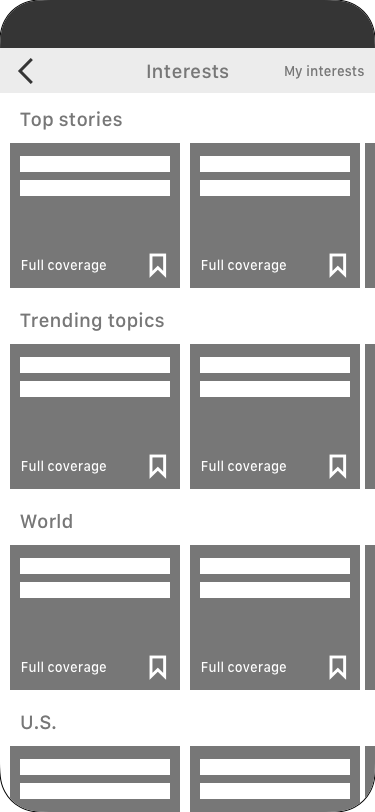 Interests My interests
Top stories
Full coverage Full coverage
Trending topics
Full coverage Full coverage
World
Full coverage Full coverage
U.S.